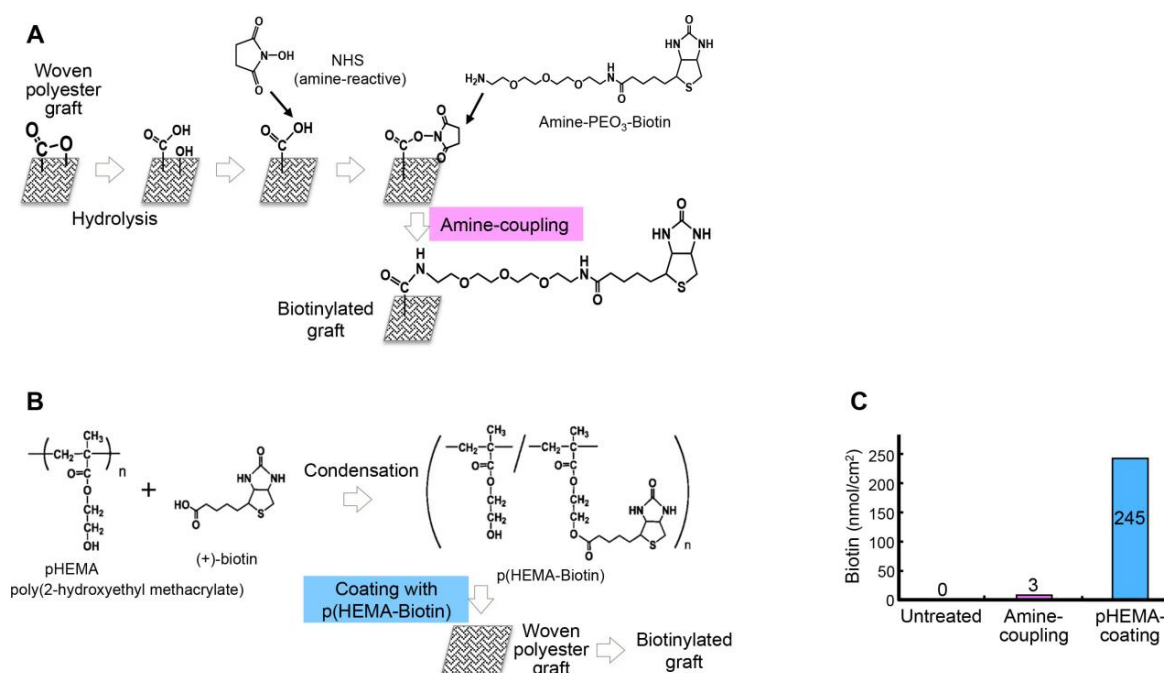 A
Woven
polyester
graft
NHS
(amine-reactive)
Amine-PEO₃-Biotin
Hydrolysis
Amine-coupling
Biotinylated
graft
B
Condensation
pHEMA
poly(2-hydroxyethyl methacrylate)
(+)-biotin
p(HEMA-Biotin)
Coating with
p(HEMA-Biotin)
Woven
polyester
graft
Biotinylated
graft
C
Biotin (nmol/cm²)
250
200
150
100
50
0
0
3
245
Untreated
Amine-
coupling
pHEMA-
coating